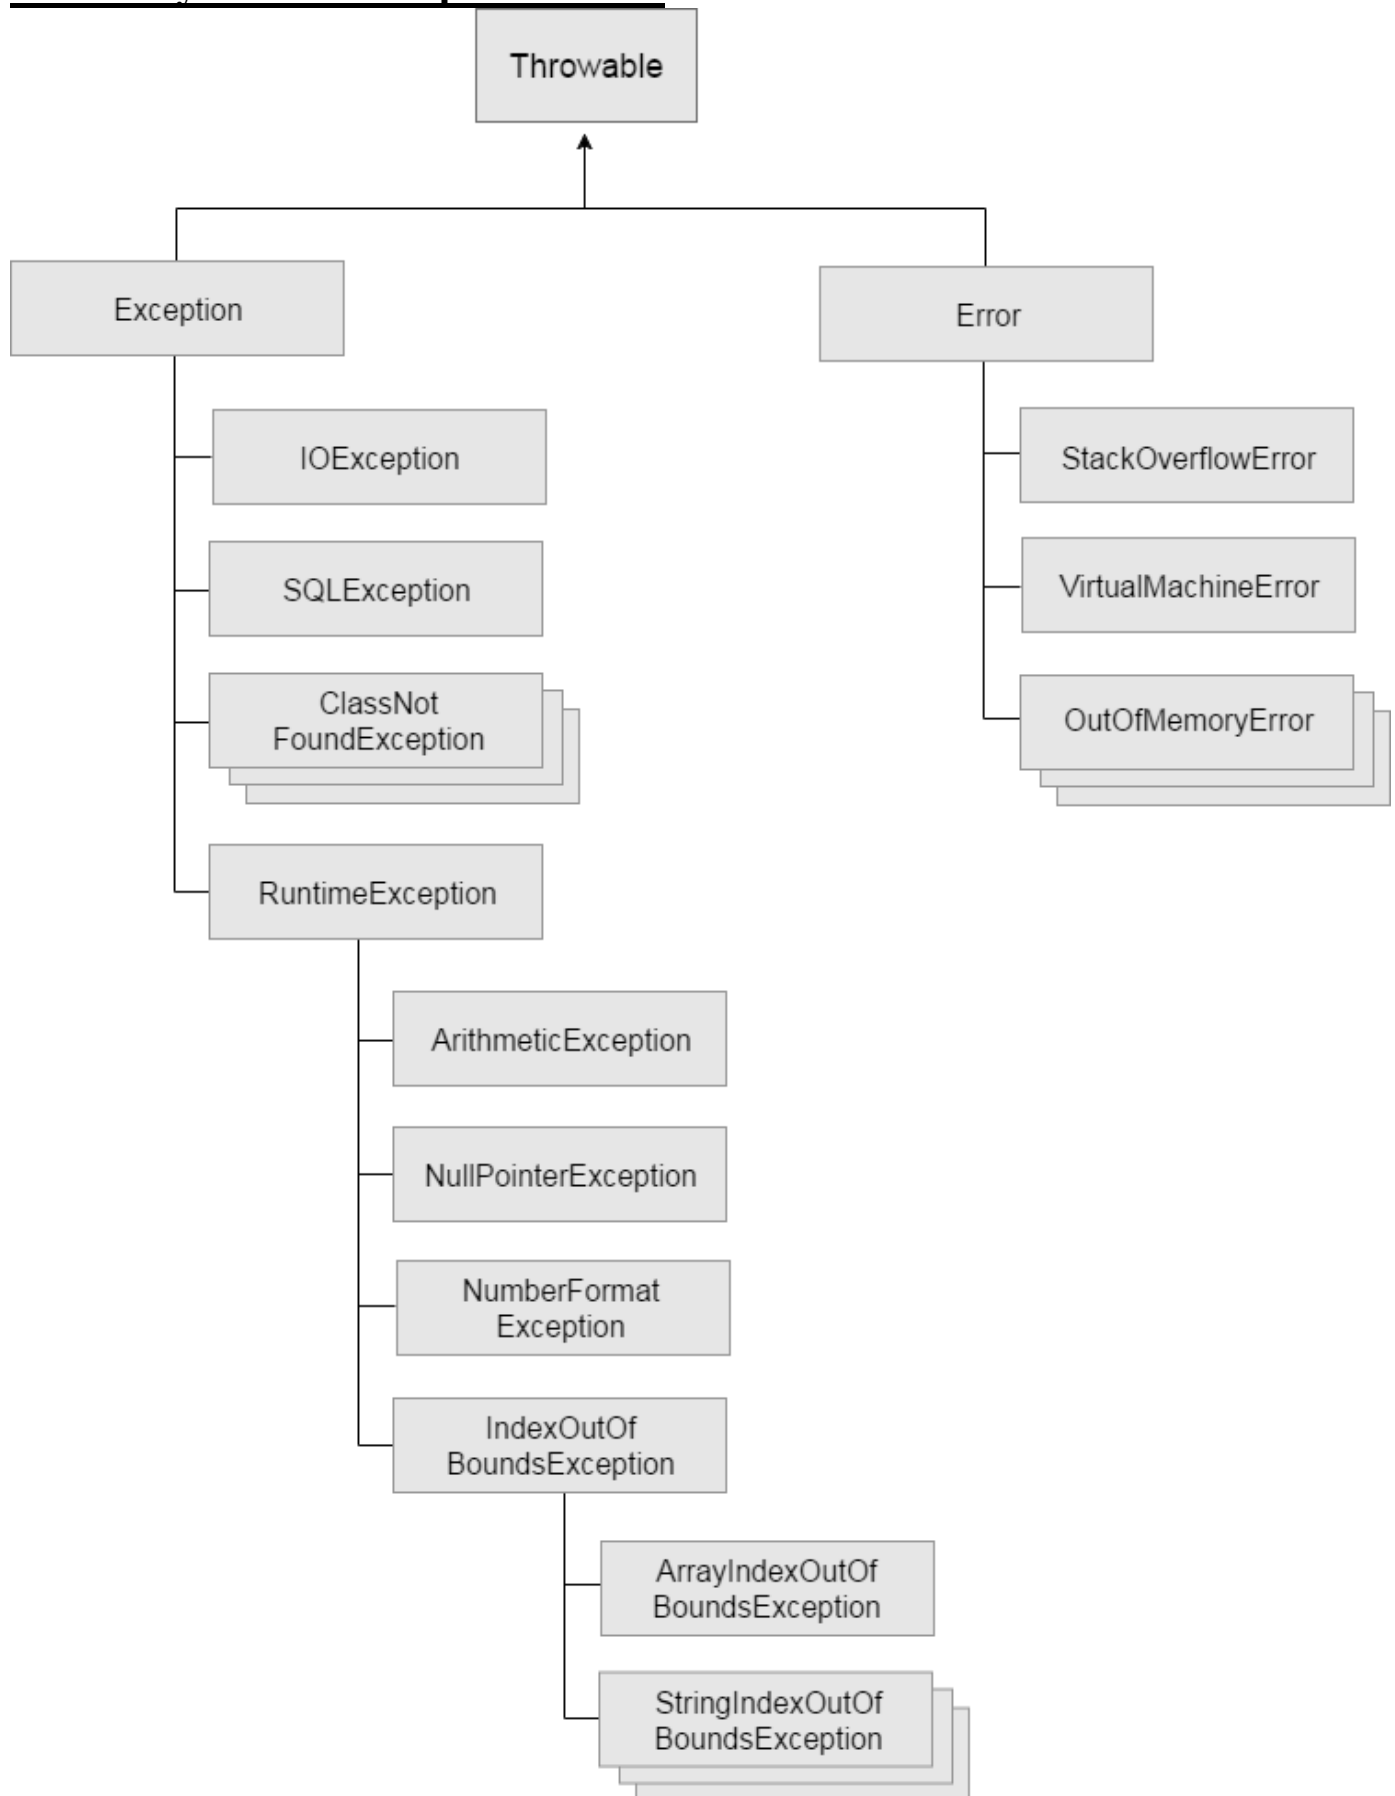 Throwable
Exception
Error
IOException
StackOverflowError
SQLException
VirtualMachineError
ClassNot
FoundException
OutOfMemoryError
RuntimeException
ArithmeticException
NullPointerException
NumberFormat
Exception
IndexOutOf
BoundsException
ArrayIndexOutOf
BoundsException
StringIndexOutOf
BoundsException